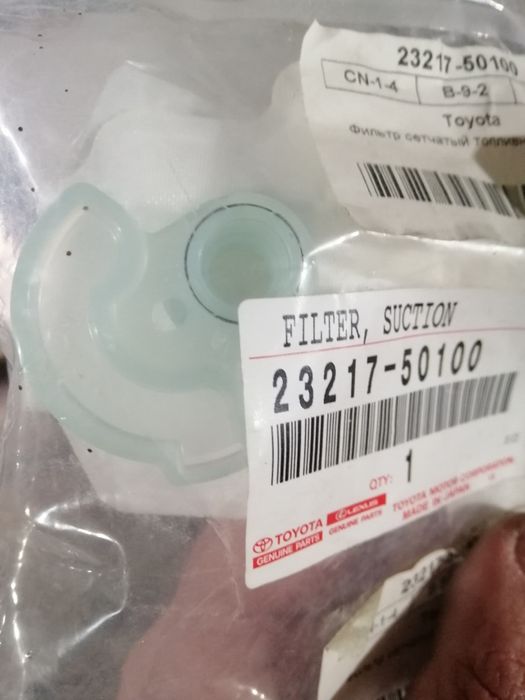 23217-50100
CN-1-4 B-9-2
Toyota
Фильтр сетчатый
FILTER, SUCTION
23217-50100
QTY: 1
TOYOTA
GENUINE PARTS
LEXUS
GENUINE PARTS
TOYOTA MOTOR CORPORATION
MADE IN JAPAN